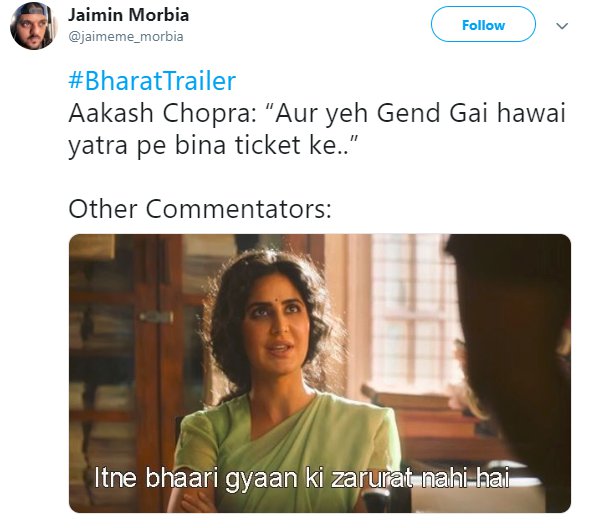 Jaimin Morbia
@jaimeme_morbia
Follow
#BharatTrailer
Aakash Chopra: “Aur yeh Gend Gai hawai
yatra pe bina ticket ke..”
Other Commentators:
Itne bhaari gyaan ki zarurat nahi hai